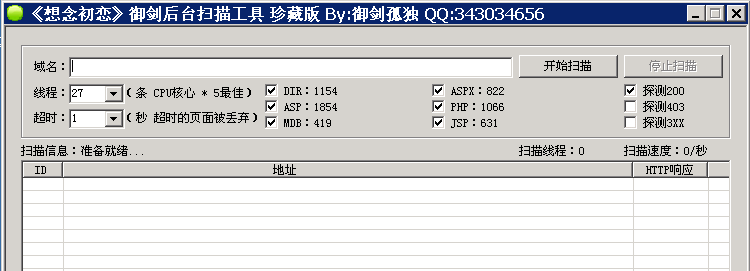 《想念初恋》御剑后台扫描工具 珍藏版 By:御剑孤独 QQ:343034656
域名： 开始扫描 停止扫描
线程：27 (条 CPU核心 * 5最佳) DIR：1154 ASPX：822 探测200
ASP：1854 PHP：1066 探测403
超时：1 (秒 超时的页面被丢弃) MDB：419 JSP：631 探测3XX
扫描信息：准备就绪... 扫描线程：0 扫描速度：0/秒
ID 地址 HTTP响应